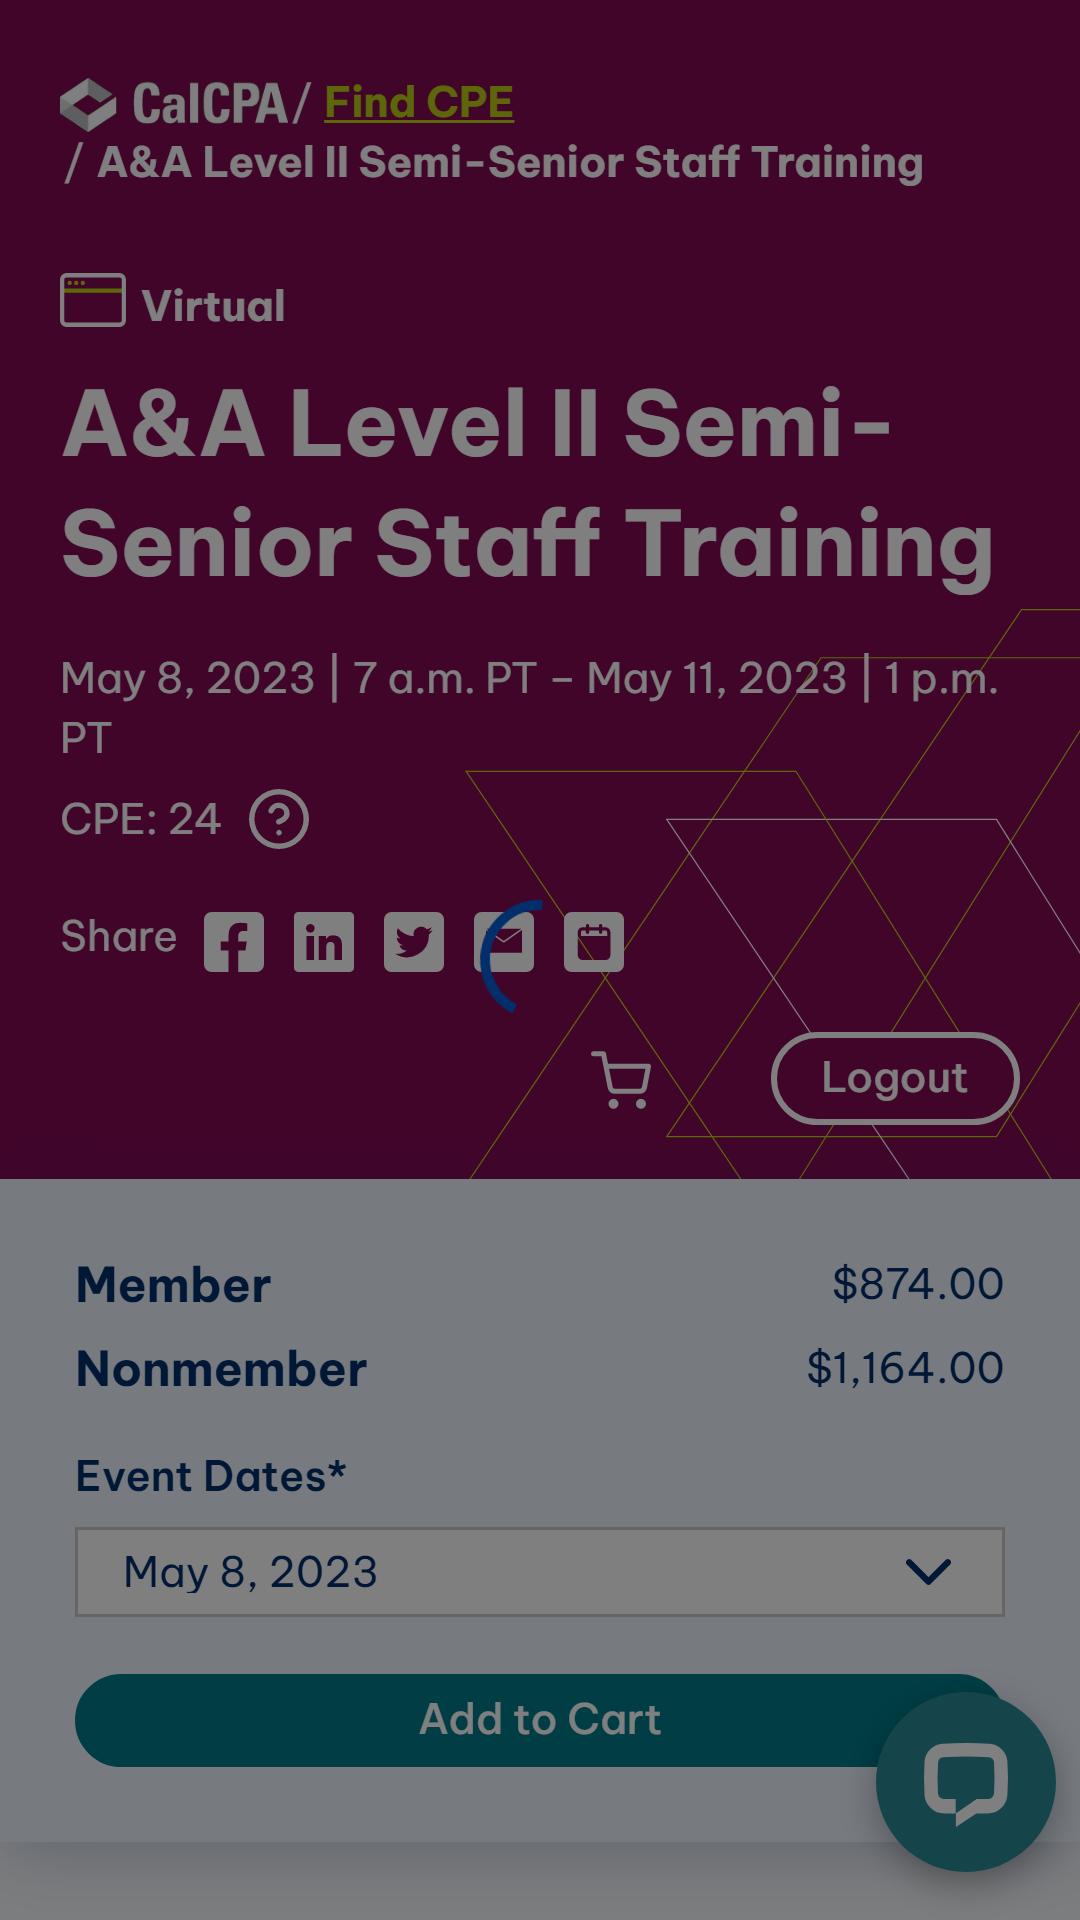 CalCPA / Find CPE
/ A&A Level II Semi-Senior Staff Training
Virtual
A&A Level II Semi-
Senior Staff Training
May 8, 2023 | 7 a.m. PT – May 11, 2023 | 1 p.m.
PT
CPE: 24 ?
Share
Logout
Member $874.00
Nonmember $1,164.00
Event Dates*
May 8, 2023
Add to Cart